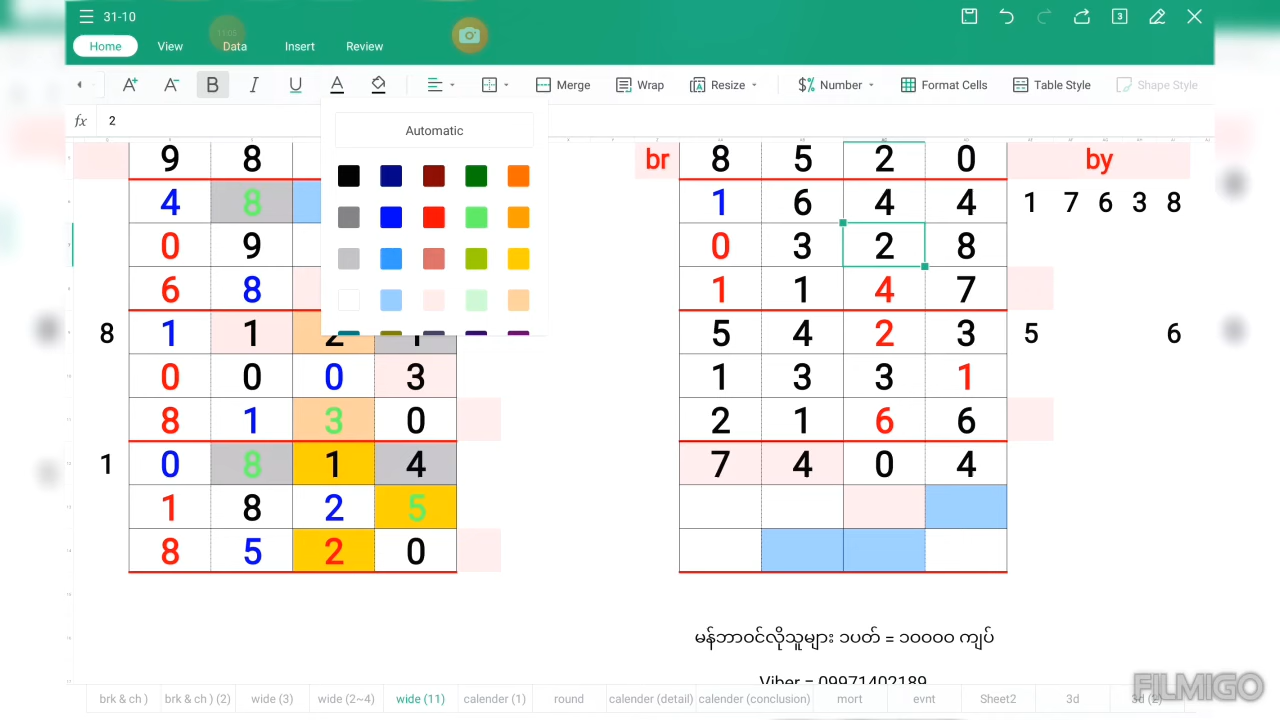 31-10
3
Home View Data Insert Review
11:05
A+ A- B I U A Merge Wrap Resize $% Number Format Cells Table Style Shape Style
fx 2
Automatic
9 8 br 8 5 2 0 by
4 8 1 6 4 4 1 7 6 3 8
0 9 0 3 2 8
6 8 1 1 4 7
8 1 1 2 1 5 4 2 3 5 6
0 0 0 3 1 3 3 1
8 1 3 0 2 1 6 6
1 0 8 1 4 7 4 0 4
1 8 2 5
8 5 2 0
မန်ဘာဝင်လိုသူများ ၁ပတ် = ၁၀၀၀၀ ကျပ်
Viber = 09971402189
brk & ch ) brk & ch ) (2) wide (3) wide (2~4) wide (11) calender (1) round calender (detail) calender (conclusion) mort evnt Sheet2 3d 3d (2)
FILMIGO